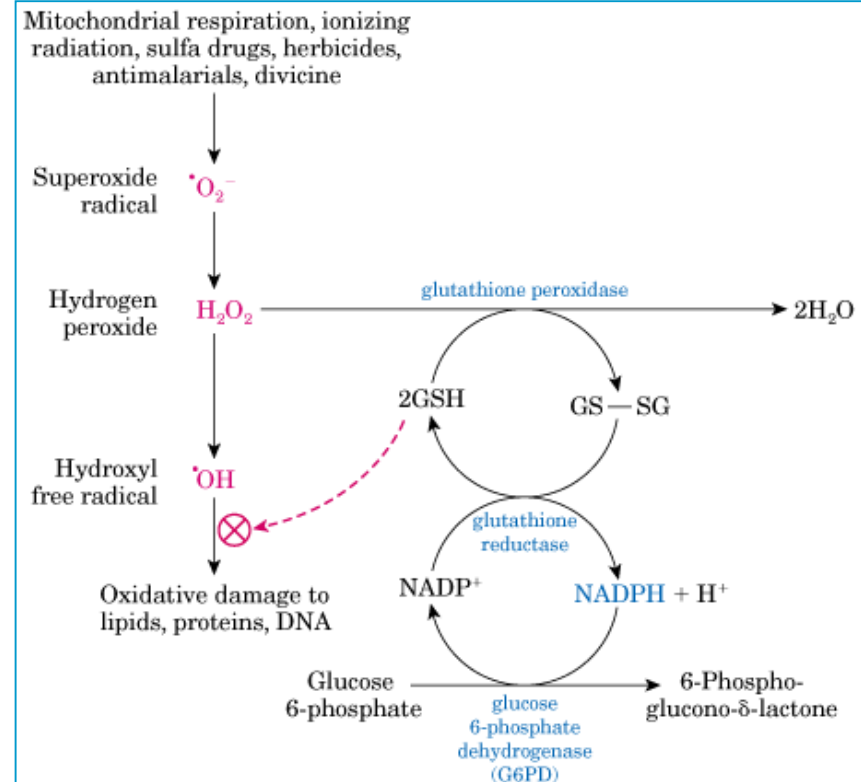 Mitochondrial respiration, ionizing
radiation, sulfa drugs, herbicides,
antimalarials, divicine
Superoxide
radical
•O₂⁻
Hydrogen
peroxide
H₂O₂
glutathione peroxidase
2H₂O
2GSH
GS — SG
Hydroxyl
free radical
•OH
glutathione
reductase
Oxidative damage to
lipids, proteins, DNA
NADP⁺
NADPH + H⁺
Glucose
6-phosphate
glucose
6-phosphate
dehydrogenase
(G6PD)
6-Phospho-
glucono-δ-lactone